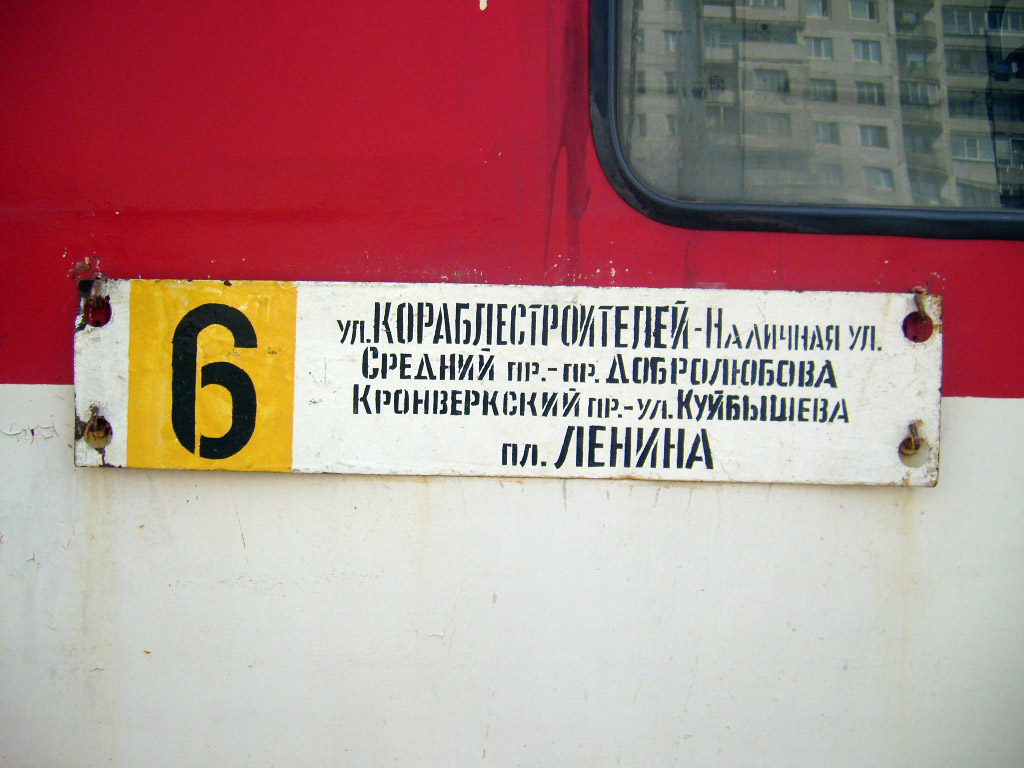 6
ул. КОРАБЛЕСТРОИТЕЛЕЙ - НАЛИЧНАЯ УЛ.
СРЕДНИЙ ПР. - ПР. ДОБРОЛЮБОВА
КРОНВЕРКСКИЙ ПР. - УЛ. КУЙБЫШЕВА
пл. ЛЕНИНА